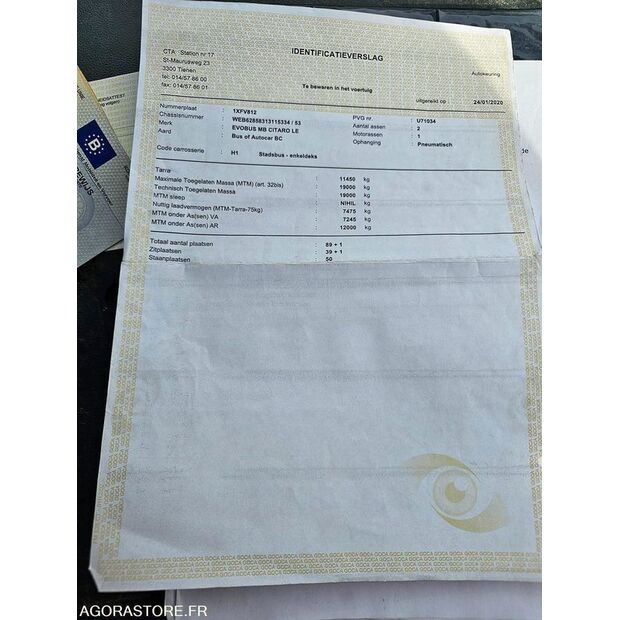 IDENTIFICATIEVERSLAG
CTA: Station nr 17
St-Maurusweg 23
3300 Tienen
tel: 014/57 86 00
fax: 014/57 86 01
Autokeuring
Te bewaren in het voertuig
uitgereikt op : 24/01/2020
Nummerplaat : 1XFV812
Chassisnummer : WEB62858313115334 / 53 PVG nr. : U71034
Merk : EVOBUS MB CITARO LE Aantal assen : 2
Aard : Bus of Autocar BC Motorassen : 1
Ophanging : Pneumatisch
Code carrosserie : H1 Stadsbus - enkeldeks
Tarra : 11450 kg
Maximale Toegelaten Massa (MTM) (art. 32bis) : 19000 kg
Technisch Toegelaten Massa : 19000 kg
MTM sleep : NIHIL kg
Nuttig laadvermogen (MTM-Tarra-75kg) : 7475 kg
MTM onder As(sen) VA : 7245 kg
MTM onder As(sen) AR : 12000 kg
Totaal aantal plaatsen : 89 + 1
Zitplaatsen : 39 + 1
Staanplaatsen : 50
B
AGORASTORE.FR